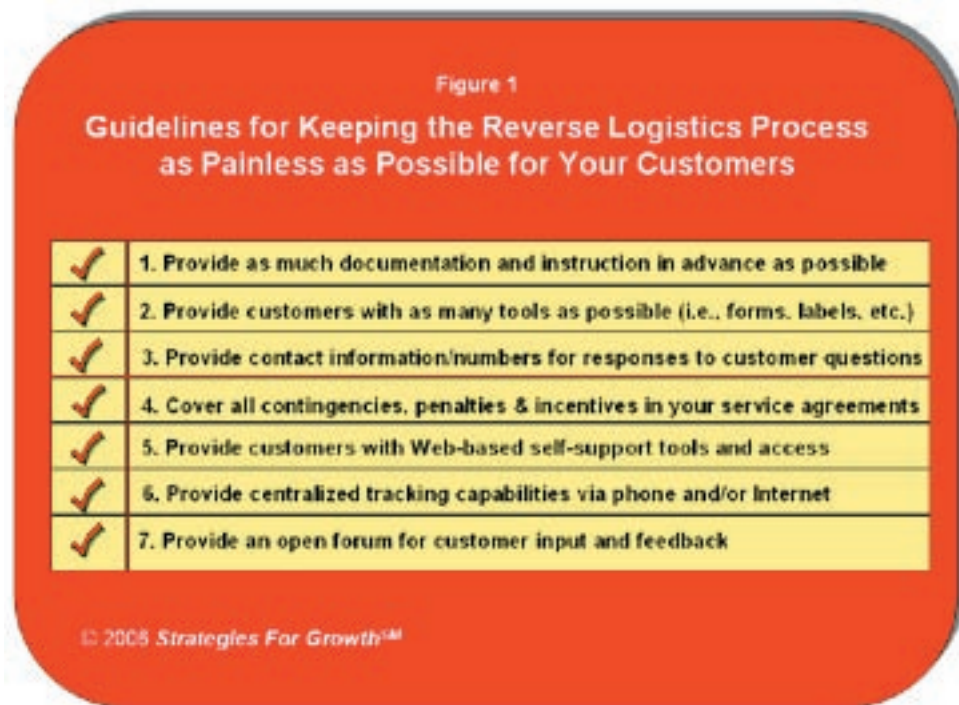 Figure 1
Guidelines for Keeping the Reverse Logistics Process
as Painless as Possible for Your Customers
1. Provide as much documentation and instruction in advance as possible
2. Provide customers with as many tools as possible (i.e., forms, labels, etc.)
3. Provide contact information/numbers for responses to customer questions
4. Cover all contingencies, penalties & incentives in your service agreements
5. Provide customers with Web-based self-support tools and access
6. Provide centralized tracking capabilities via phone and/or Internet
7. Provide an open forum for customer input and feedback
© Strategies For Growth℠